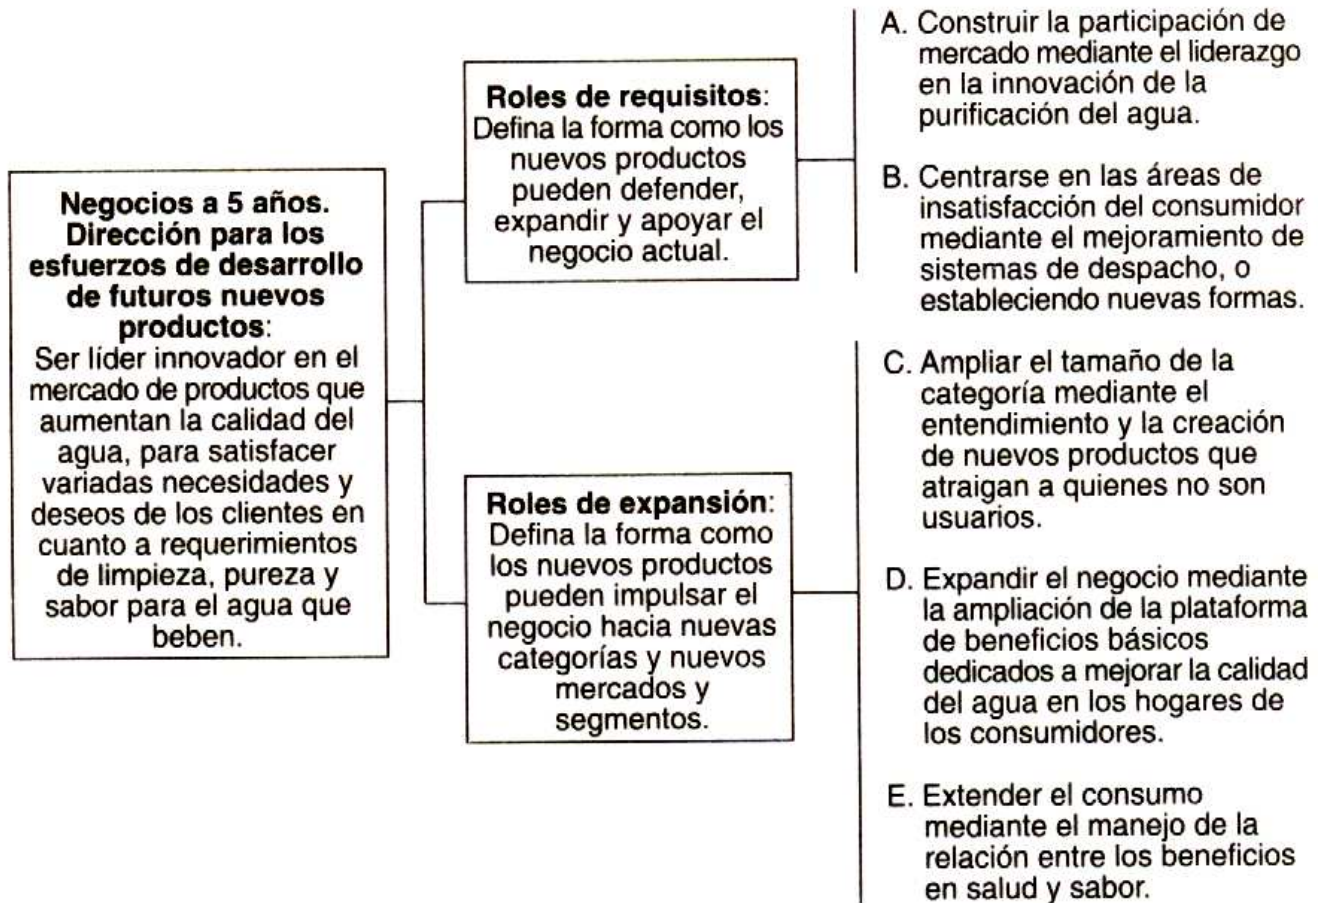 Negocios a 5 años.
Dirección para los
esfuerzos de desarrollo
de futuros nuevos
productos:
Ser líder innovador en el
mercado de productos que
aumentan la calidad del
agua, para satisfacer
variadas necesidades y
deseos de los clientes en
cuanto a requerimientos
de limpieza, pureza y
sabor para el agua que
beben.
Roles de requisitos:
Defina la forma como los
nuevos productos
pueden defender,
expandir y apoyar el
negocio actual.
A. Construir la participación de
mercado mediante el liderazgo
en la innovación de la
purificación del agua.
B. Centrarse en las áreas de
insatisfacción del consumidor
mediante el mejoramiento de
sistemas de despacho, o
estableciendo nuevas formas.
Roles de expansión:
Defina la forma como
los nuevos productos
pueden impulsar el
negocio hacia nuevas
categorías y nuevos
mercados y
segmentos.
C. Ampliar el tamaño de la
categoría mediante el
entendimiento y la creación
de nuevos productos que
atraigan a quienes no son
usuarios.
D. Expandir el negocio mediante
la ampliación de la plataforma
de beneficios básicos
dedicados a mejorar la calidad
del agua en los hogares de
los consumidores.
E. Extender el consumo
mediante el manejo de la
relación entre los beneficios
en salud y sabor.